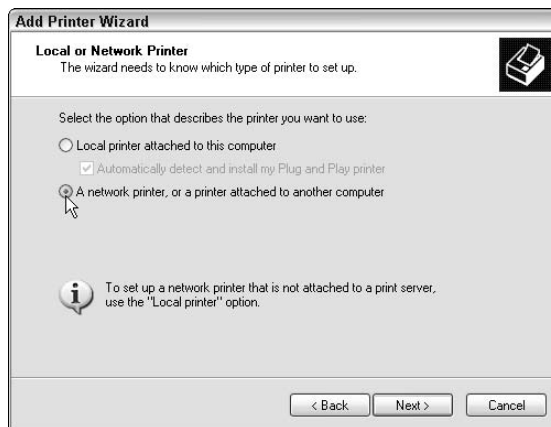 Add Printer Wizard
Local or Network Printer
The wizard needs to know which type of printer to set up.
Select the option that describes the printer you want to use:
Local printer attached to this computer
Automatically detect and install my Plug and Play printer
A network printer, or a printer attached to another computer
To set up a network printer that is not attached to a print server,
use the "Local printer" option.
< Back Next > Cancel